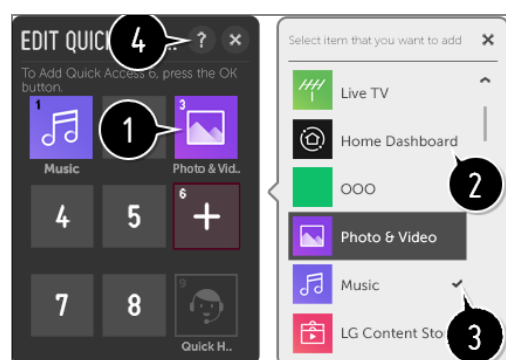 EDIT QUIC
4
..
?
To Add Quick Access 6, press the OK
button.
1
3
1
Music
Photo & Vid..
4
5
6
7
8
9
Quick H..
Select item that you want to add
Live TV
Home Dashboard
2
OOO
Photo & Video
Music
3
LG Content Sto